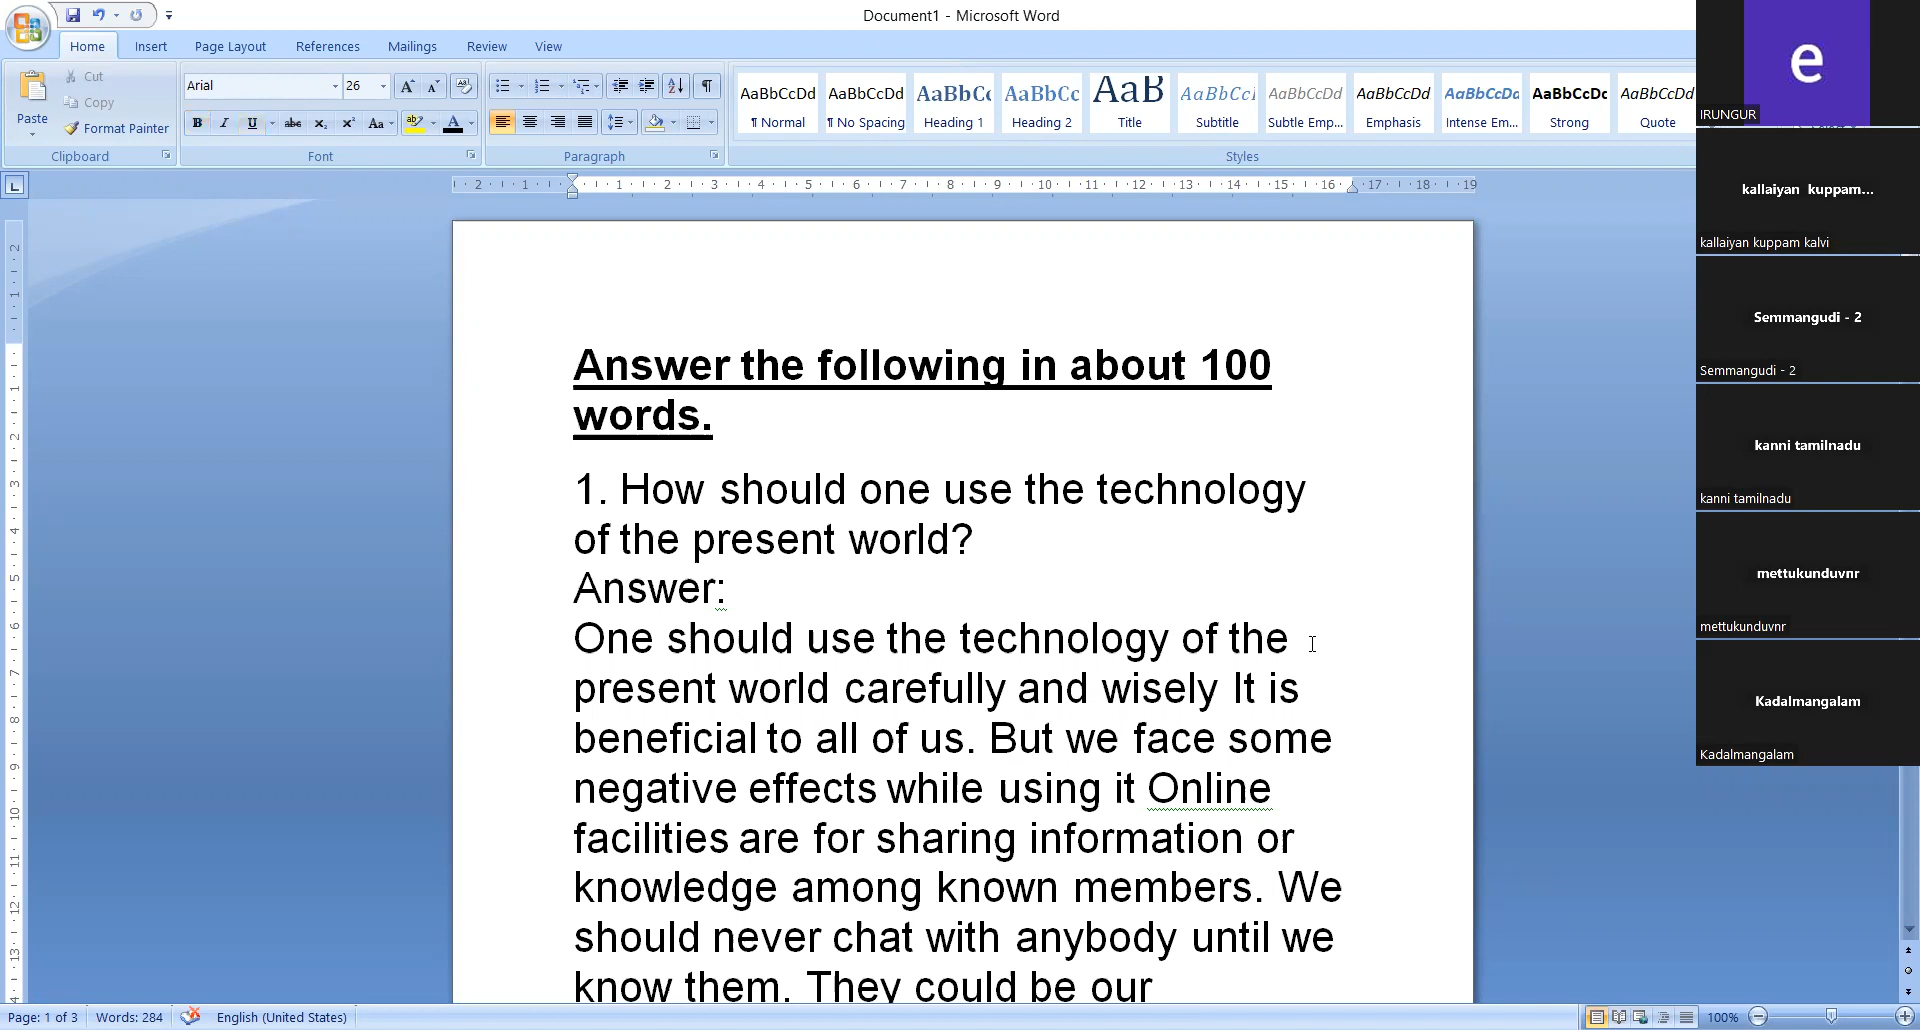 Document1 - Microsoft Word
Home Insert Page Layout References Mailings Review View
Paste
Cut
Copy
Format Painter
Clipboard
Arial 26
Font
Paragraph
AaBbCcDd AaBbCcDd AaBbCc AaBbCc AaB AaBbCcI AaBbCcDd AaBbCcDd AaBbCcDd AaBbCcDc AaBbCcDd
¶ Normal ¶ No Spacing Heading 1 Heading 2 Title Subtitle Subtle Emp... Emphasis Intense Em... Strong Quote
Styles
Answer the following in about 100
words.
1. How should one use the technology
of the present world?
Answer:
One should use the technology of the
present world carefully and wisely It is
beneficial to all of us. But we face some
negative effects while using it Online
facilities are for sharing information or
knowledge among known members. We
should never chat with anybody until we
know them. They could be our
e
IRUNGUR
kallaiyan kuppam...
kallaiyan kuppam kalvi
Semmangudi - 2
Semmangudi - 2
kanni tamilnadu
kanni tamilnadu
mettukunduvnr
mettukunduvnr
Kadalmangalam
Kadalmangalam
Page: 1 of 3 Words: 284 English (United States) 100%